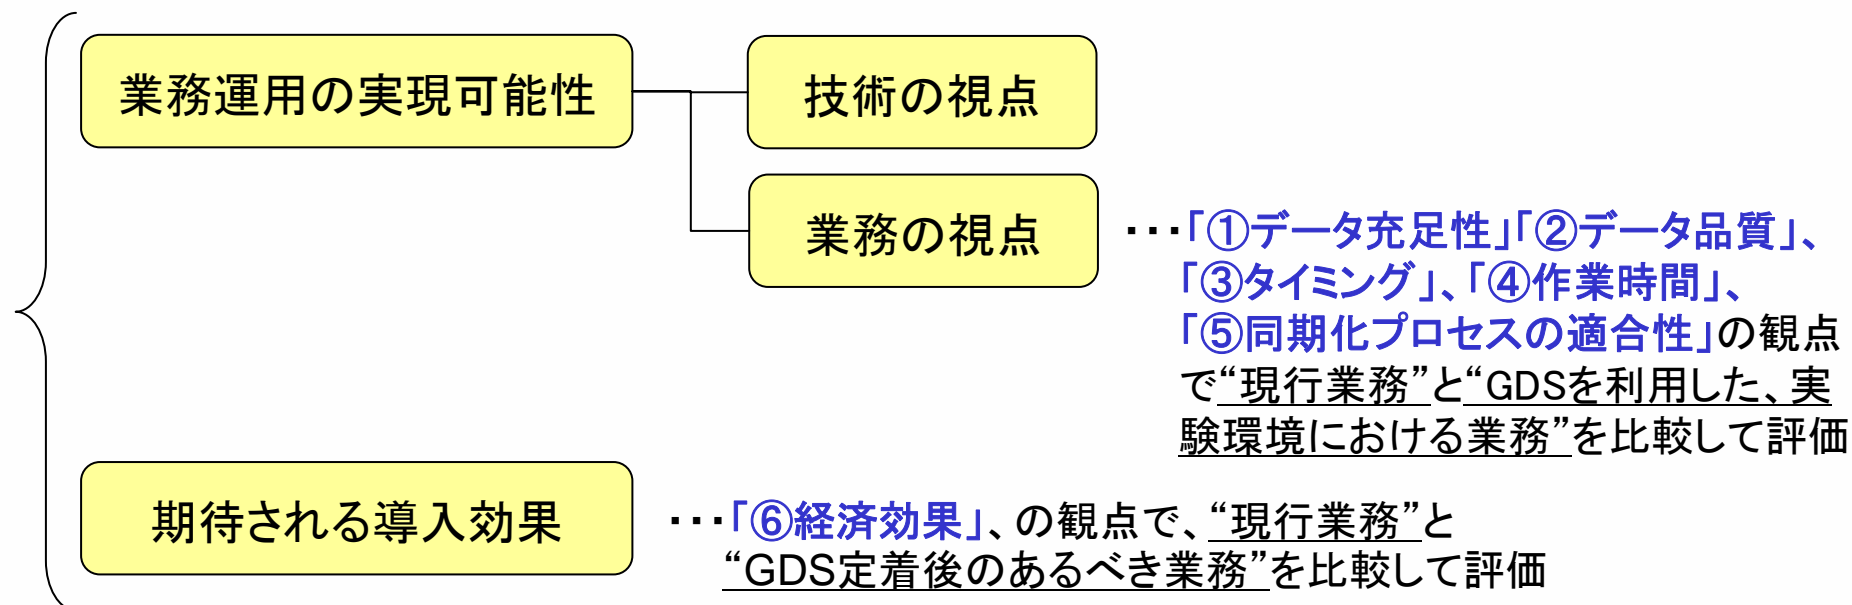 業務運用の実現可能性
技術の視点
業務の視点
・・・「①データ充足性」「②データ品質」、
「③タイミング」、「④作業時間」、
「⑤同期化プロセスの適合性」の観点
で“現行業務”と“GDSを利用した、実
験環境における業務”を比較して評価
期待される導入効果
・・・「⑥経済効果」、の観点で、“現行業務”と
“GDS定着後のあるべき業務”を比較して評価